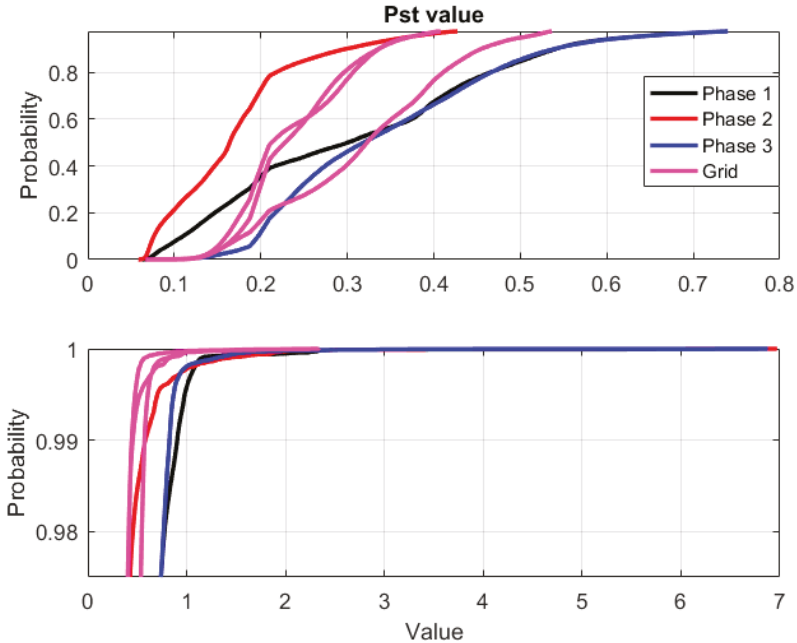 Pst value
Probability
0.8
0.6
0.4
0.2
0
Phase 1
Phase 2
Phase 3
Grid
0 0.1 0.2 0.3 0.4 0.5 0.6 0.7 0.8
Probability
1
0.99
0.98
0 1 2 3 4 5 6 7
Value